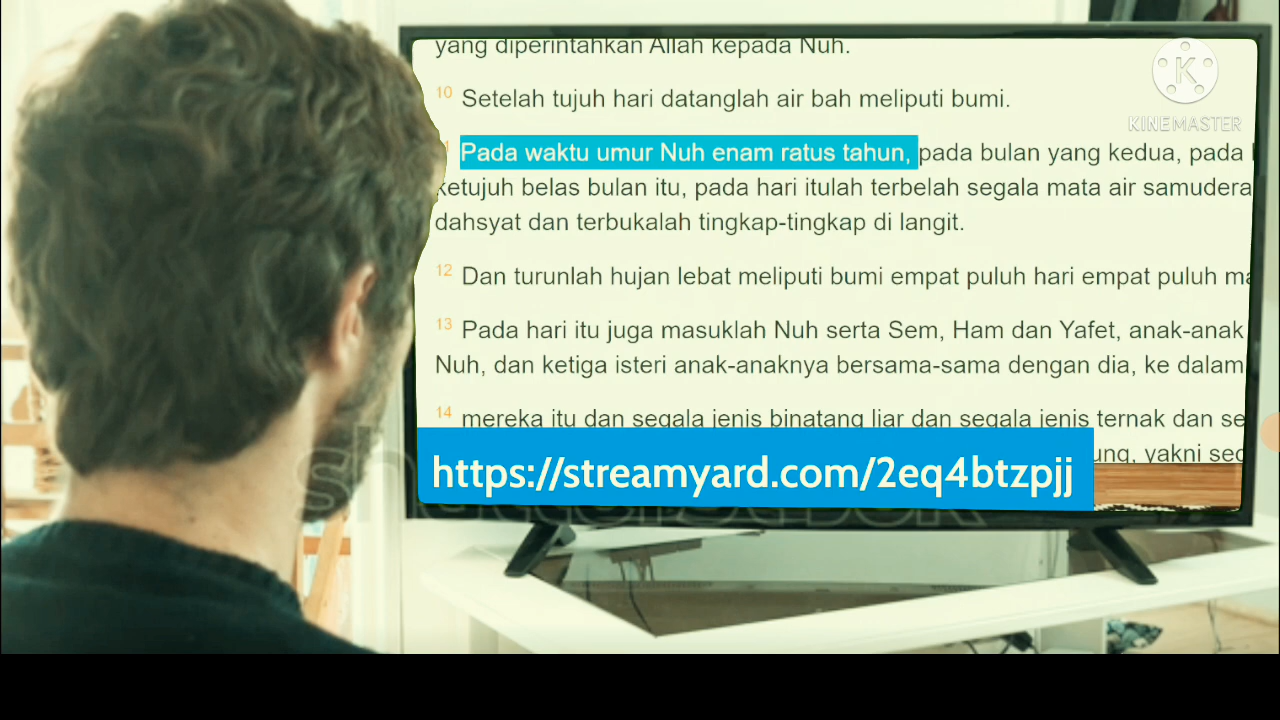 yang diperintahkan Allah kepada Nuh.
10 Setelah tujuh hari datanglah air bah meliputi bumi.
Pada waktu umur Nuh enam ratus tahun, pada bulan yang kedua, pada
ketujuh belas bulan itu, pada hari itulah terbelah segala mata air samudera
dahsyat dan terbukalah tingkap-tingkap di langit.
12 Dan turunlah hujan lebat meliputi bumi empat puluh hari empat puluh
13 Pada hari itu juga masuklah Nuh serta Sem, Ham dan Yafet, anak-anak
Nuh, dan ketiga isteri anak-anaknya bersama-sama dengan dia, ke dalam
14 mereka itu dan segala jenis binatang liar dan segala jenis ternak dan
yakni
https://streamyard.com/2eq4btzpjj
K
KINEMASTER